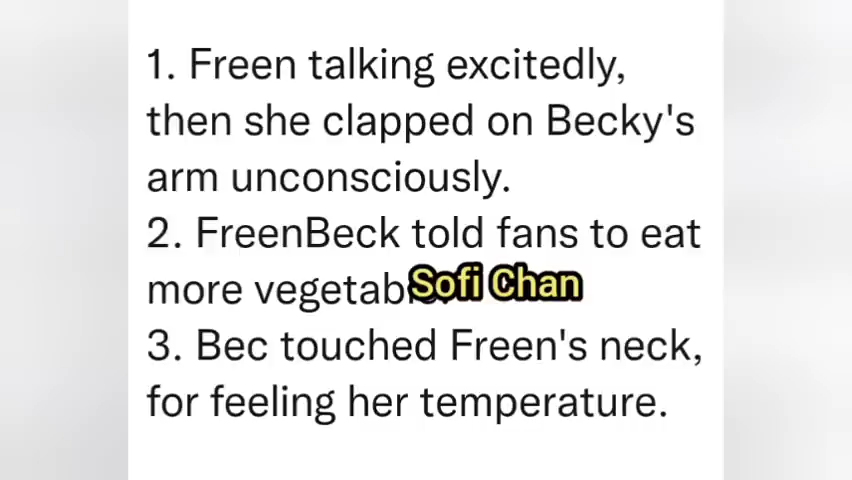 1. Freen talking excitedly,
then she clapped on Becky's
arm unconsciously.
2. FreenBeck told fans to eat
more
Sofi Chan
3. Bec touched Freen's neck,
for feeling her temperature.